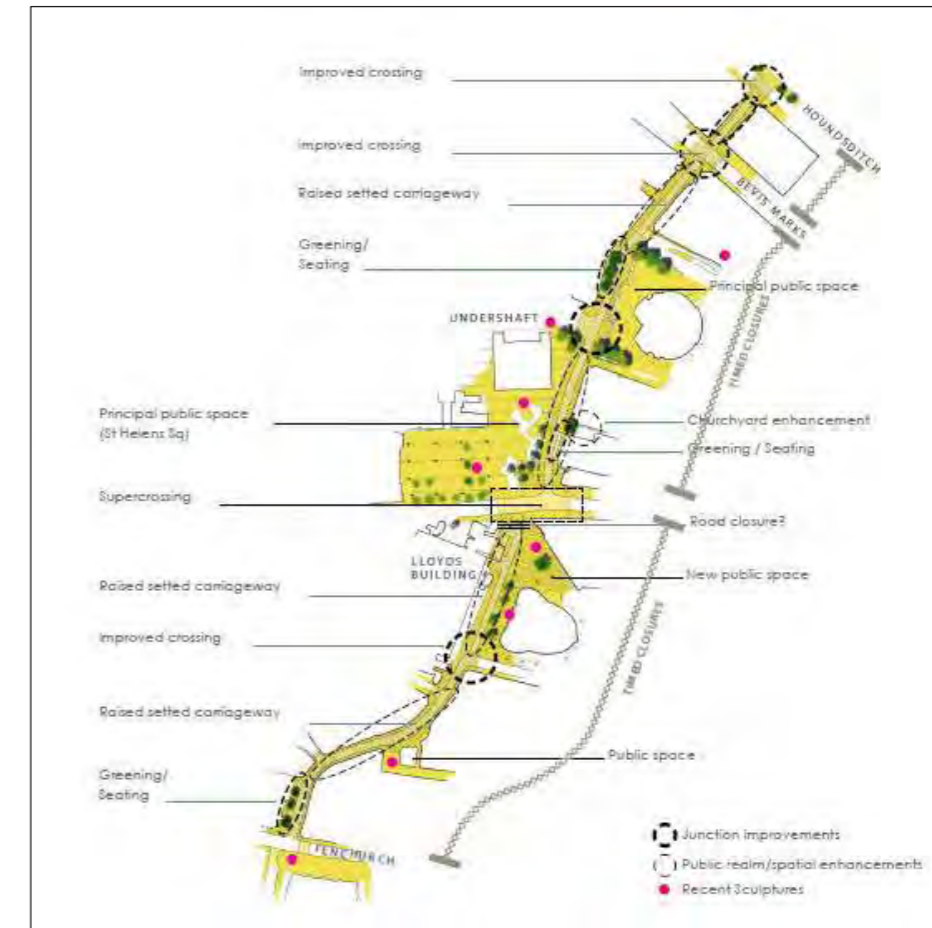 Improved crossing
HOUNDSDITCH
Improved crossing
BEVIS MARKS
Raised setted carriageway
Greening/
Seating
Principal public space
UNDERSHAFT
TIMED CLOSURES
Principal public space
(St Helens Sq)
Churchyard enhancement
Greening / Seating
Supercrossing
Road closure?
LLOYDS
BUILDING
New public space
Raised setted carriageway
Improved crossing
TIMED CLOSURES
Raised setted carriageway
Public space
Greening/
Seating
FENCHURCH
Junction improvements
Public realm/spatial enhancements
Recent Sculptures